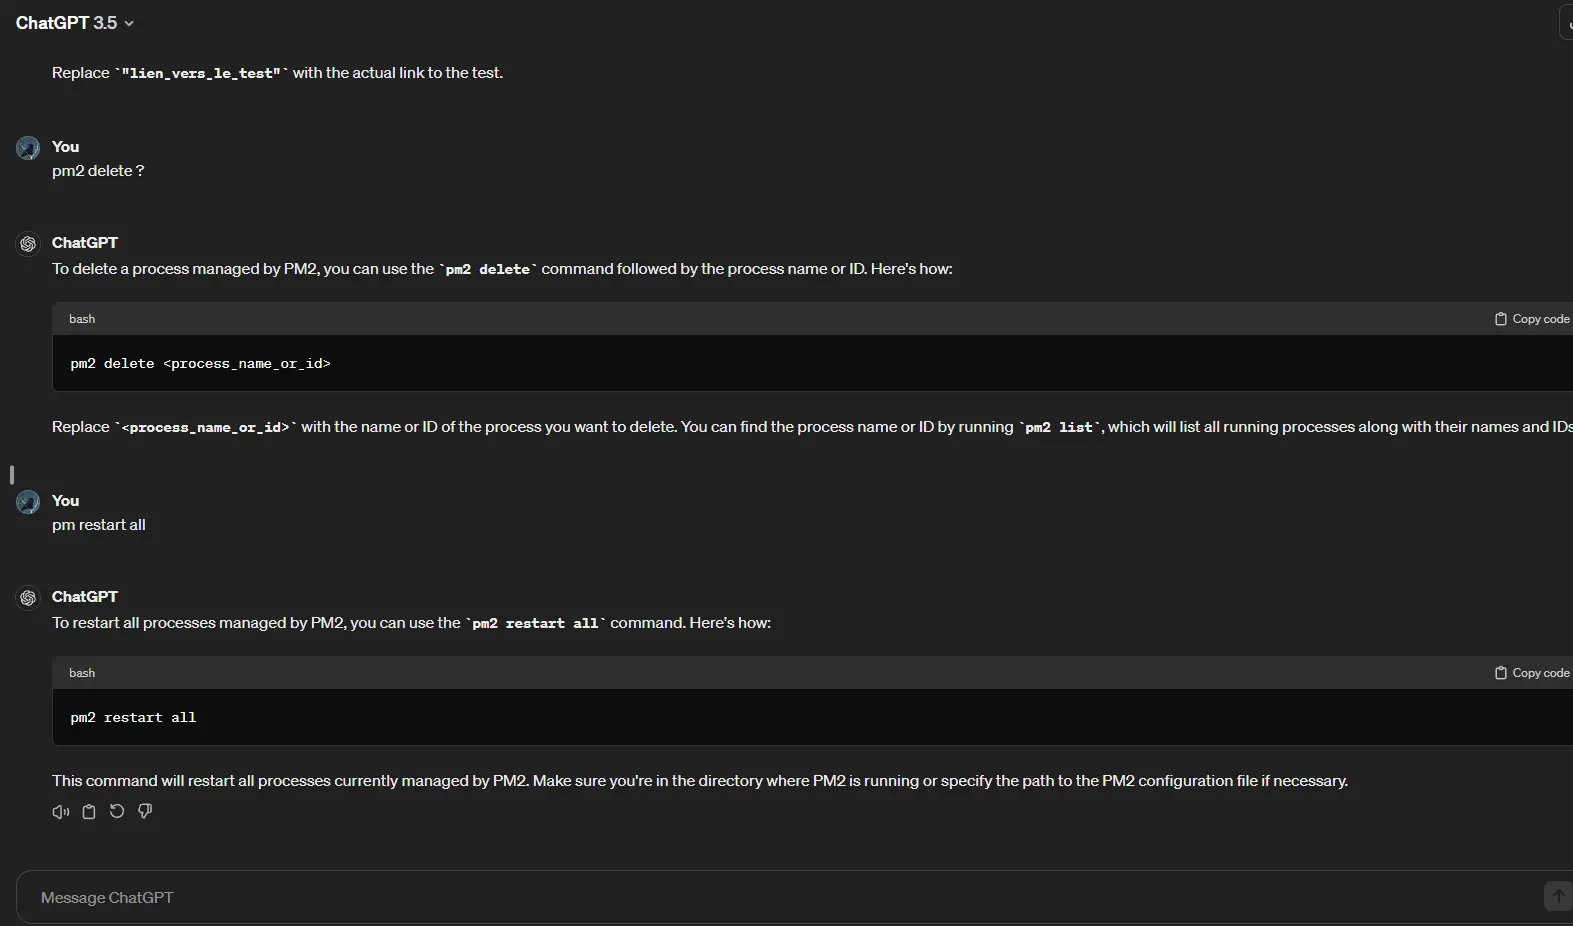 ChatGPT 3.5
Replace `"lien_vers_le_test"` with the actual link to the test.
You
pm2 delete ?
ChatGPT
To delete a process managed by PM2, you can use the `pm2 delete` command followed by the process name or ID. Here's how:
bash
Copy code
pm2 delete <process_name_or_id>
Replace `<process_name_or_id>` with the name or ID of the process you want to delete. You can find the process name or ID by running `pm2 list`, which will list all running processes along with their names and IDs
You
pm restart all
ChatGPT
To restart all processes managed by PM2, you can use the `pm2 restart all` command. Here's how:
bash
Copy code
pm2 restart all
This command will restart all processes currently managed by PM2. Make sure you're in the directory where PM2 is running or specify the path to the PM2 configuration file if necessary.
Message ChatGPT